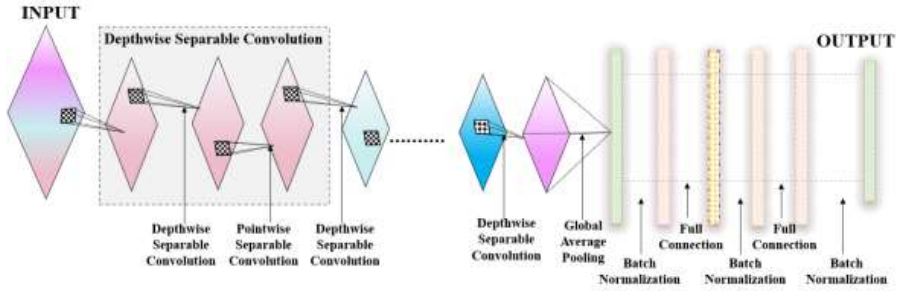 INPUT
Depthwise Separable Convolution
OUTPUT
Depthwise
Separable
Convolution
Pointwise
Separable
Convolution
Depthwise
Separable
Convolution
Depthwise
Separable
Convolution
Global
Average
Pooling
Full
Connection
Full
Connection
Batch
Normalization
Batch
Normalization
Batch
Normalization